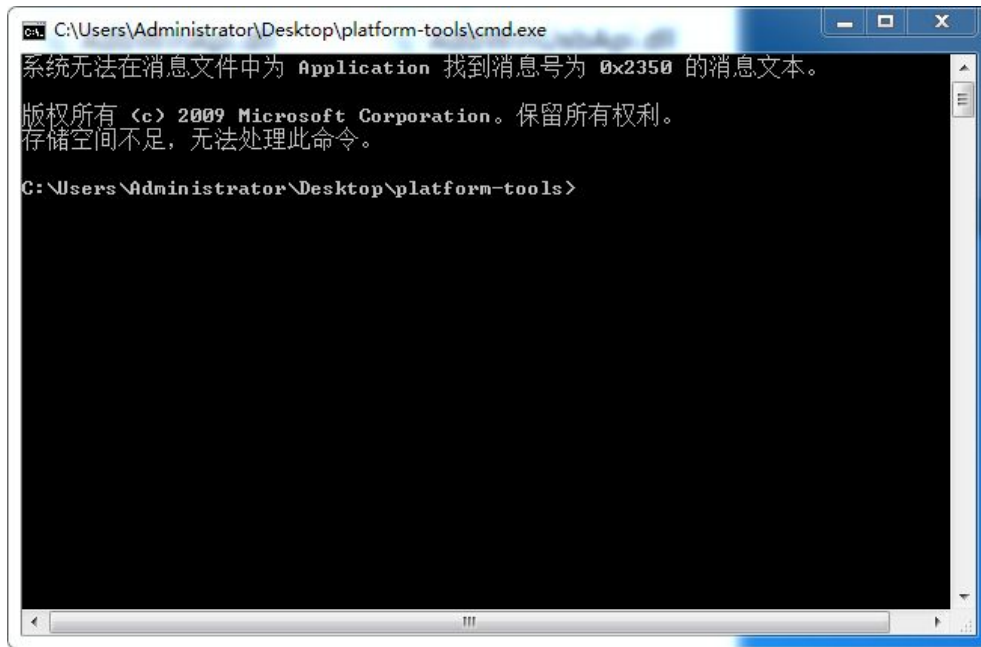 C:\Users\Administrator\Desktop\platform-tools\cmd.exe
系统无法在消息文件中为 Application 找到消息号为 0x2350 的消息文本。
版权所有 (c) 2009 Microsoft Corporation。保留所有权利。
存储空间不足，无法处理此命令。
C:\Users\Administrator\Desktop\platform-tools>